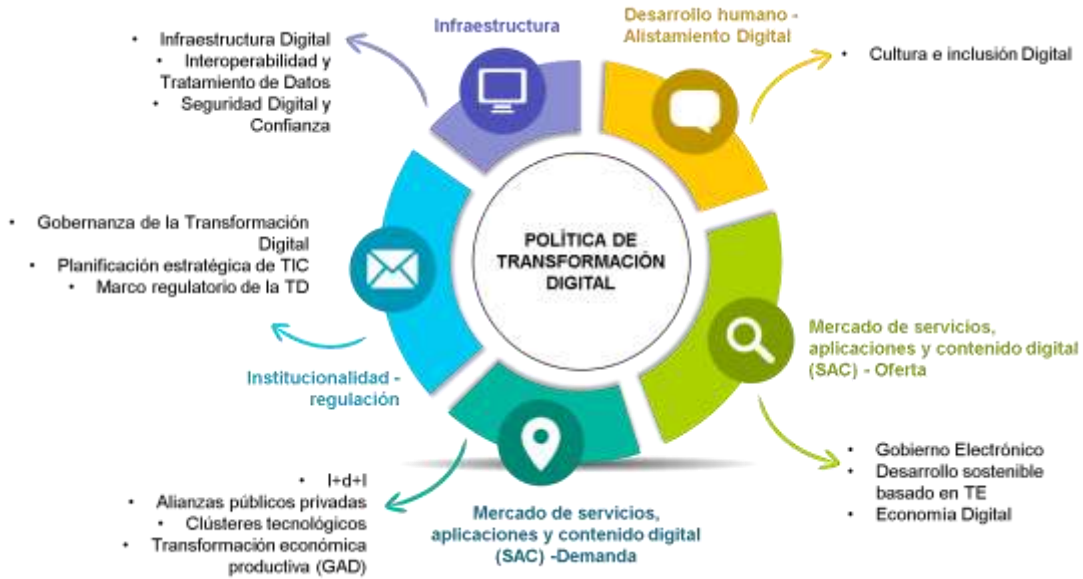 Infraestructura
• Infraestructura Digital
• Interoperabilidad y
Tratamiento de Datos
• Seguridad Digital y
Confianza
Desarrollo humano -
Alistamiento Digital
• Cultura e inclusión Digital
• Gobernanza de la Transformación
Digital
• Planificación estratégica de TIC
• Marco regulatorio de la TD
Institucionalidad -
regulación
POLÍTICA DE
TRANSFORMACIÓN
DIGITAL
Mercado de servicios,
aplicaciones y contenido digital
(SAC) - Oferta
• Gobierno Electrónico
• Desarrollo sostenible
basado en TE
• Economía Digital
• I+d+I
• Alianzas públicos privadas
• Clústeres tecnológicos
• Transformación económica
productiva (GAD)
Mercado de servicios,
aplicaciones y contenido digital
(SAC) -Demanda